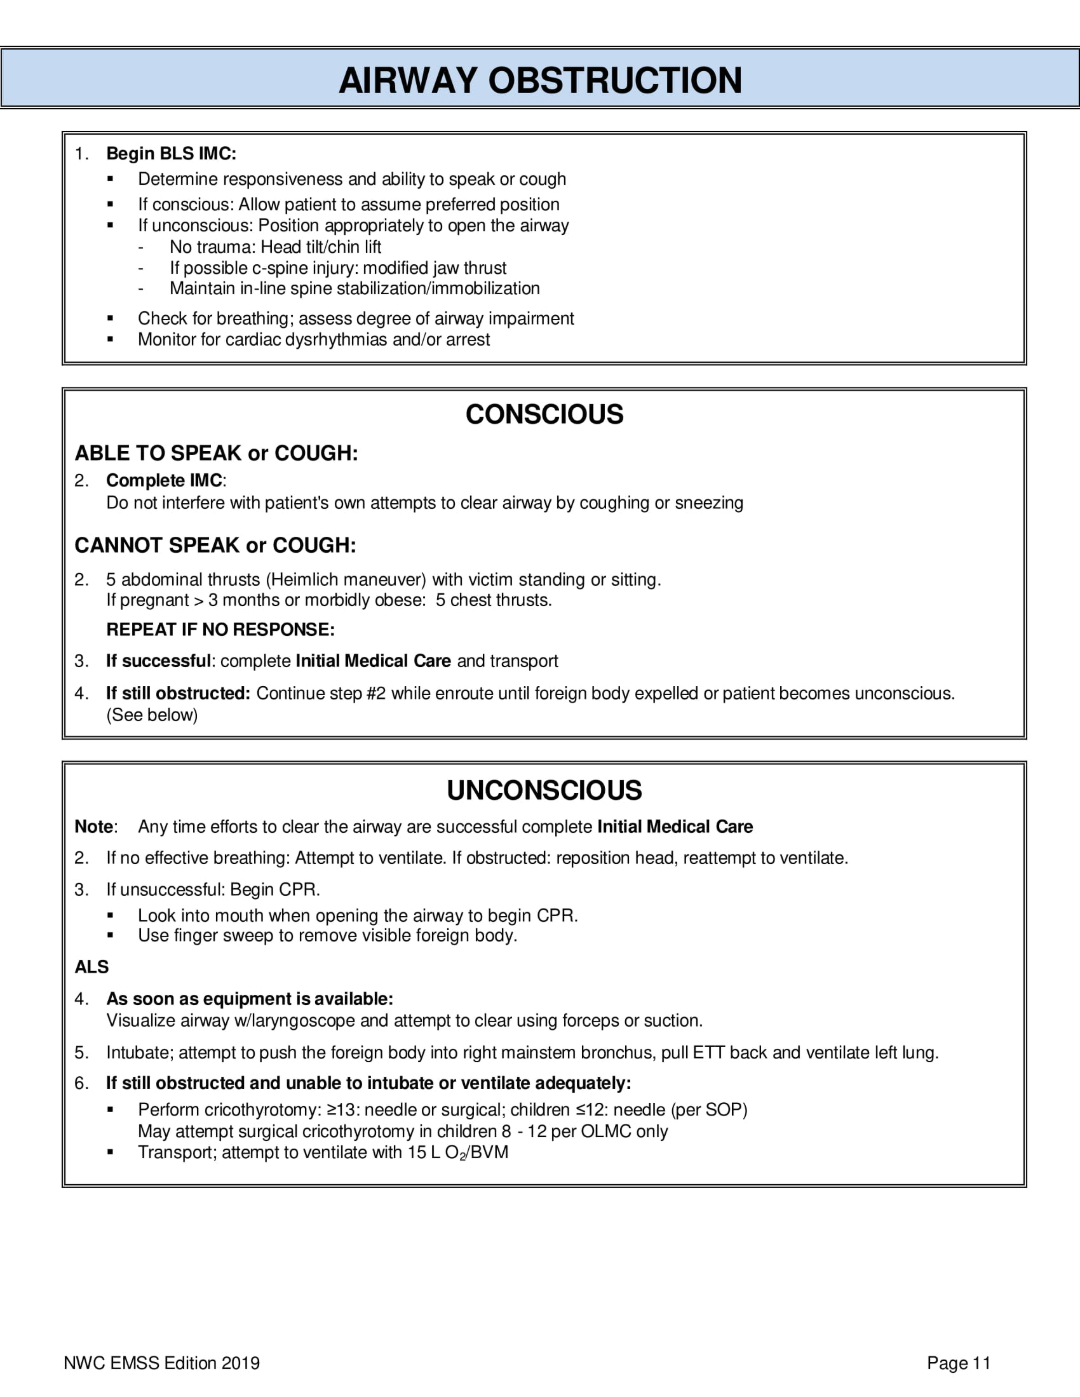 AIRWAY OBSTRUCTION
1. Begin BLS IMC:
▪ Determine responsiveness and ability to speak or cough
▪ If conscious: Allow patient to assume preferred position
▪ If unconscious: Position appropriately to open the airway
- No trauma: Head tilt/chin lift
- If possible c-spine injury: modified jaw thrust
- Maintain in-line spine stabilization/immobilization
▪ Check for breathing; assess degree of airway impairment
▪ Monitor for cardiac dysrhythmias and/or arrest
CONSCIOUS
ABLE TO SPEAK or COUGH:
2. Complete IMC:
Do not interfere with patient's own attempts to clear airway by coughing or sneezing
CANNOT SPEAK or COUGH:
2. 5 abdominal thrusts (Heimlich maneuver) with victim standing or sitting.
If pregnant > 3 months or morbidly obese: 5 chest thrusts.
REPEAT IF NO RESPONSE:
3. If successful: complete Initial Medical Care and transport
4. If still obstructed: Continue step #2 while enroute until foreign body expelled or patient becomes unconscious.
(See below)
UNCONSCIOUS
Note: Any time efforts to clear the airway are successful complete Initial Medical Care
2. If no effective breathing: Attempt to ventilate. If obstructed: reposition head, reattempt to ventilate.
3. If unsuccessful: Begin CPR.
▪ Look into mouth when opening the airway to begin CPR.
▪ Use finger sweep to remove visible foreign body.
ALS
4. As soon as equipment is available:
Visualize airway w/laryngoscope and attempt to clear using forceps or suction.
5. Intubate; attempt to push the foreign body into right mainstem bronchus, pull ETT back and ventilate left lung.
6. If still obstructed and unable to intubate or ventilate adequately:
▪ Perform cricothyrotomy: ≥13: needle or surgical; children ≤12: needle (per SOP)
May attempt surgical cricothyrotomy in children 8 - 12 per OLMC only
▪ Transport; attempt to ventilate with 15 L O₂/BVM
NWC EMSS Edition 2019 Page 11